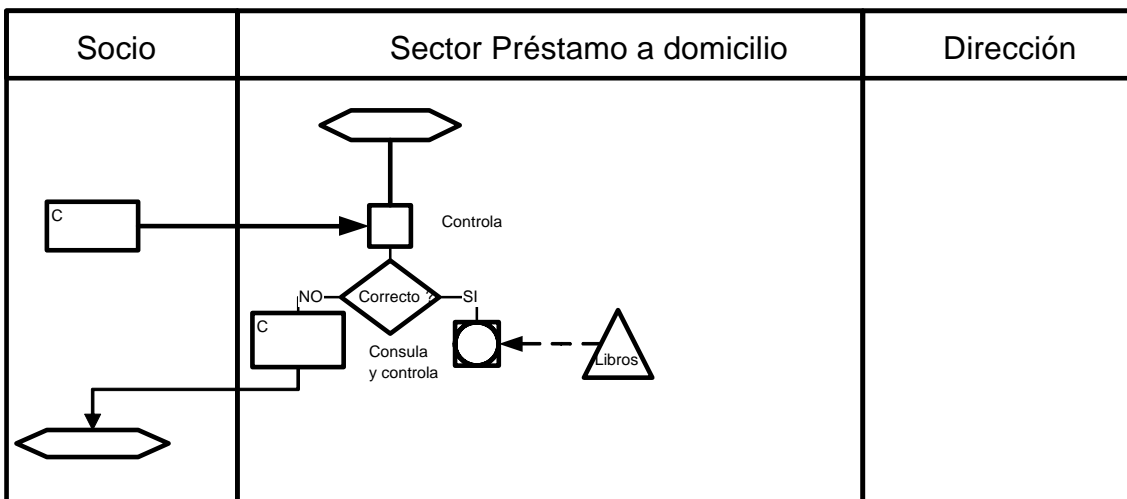 Socio
Sector Préstamo a domicilio
Dirección
C
Controla
NO
Correcto ?
SI
C
Consula
y controla
Libros